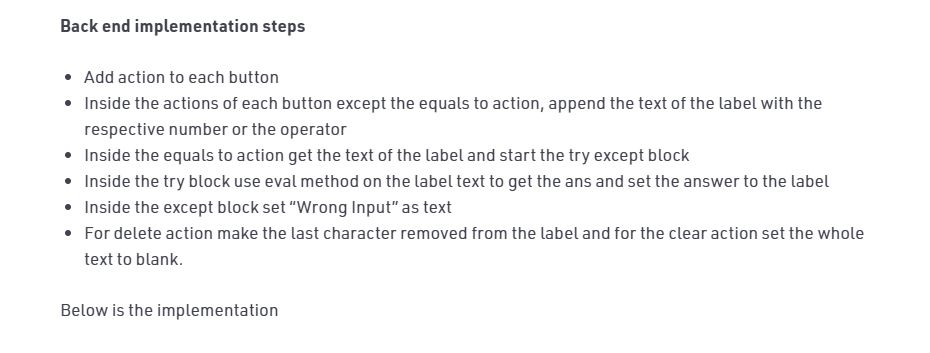 Back end implementation steps
• Add action to each button
• Inside the actions of each button except the equals to action, append the text of the label with the
respective number or the operator
• Inside the equals to action get the text of the label and start the try except block
• Inside the try block use eval method on the label text to get the ans and set the answer to the label
• Inside the except block set “Wrong Input” as text
• For delete action make the last character removed from the label and for the clear action set the whole
text to blank.
Below is the implementation